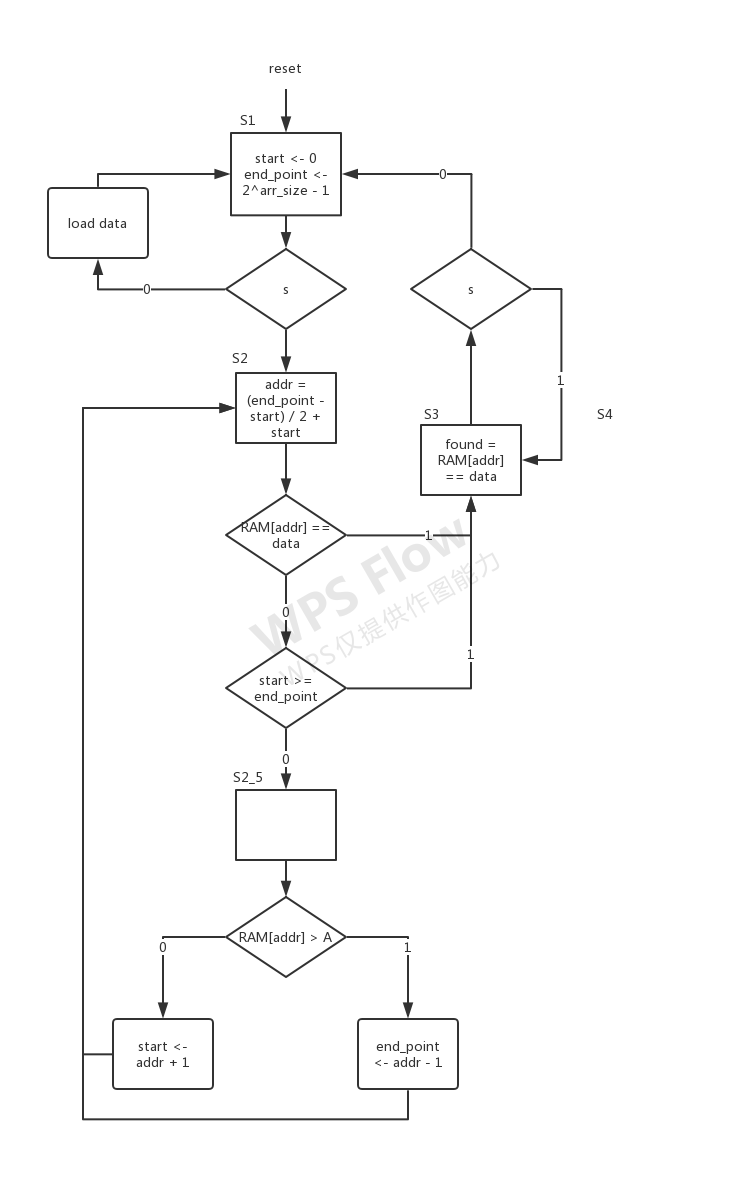 reset
S1
start <- 0
end_point <-
2^arr_size - 1
0
load data
0
s
s
S2
addr =
(end_point -
start) / 2 +
start
1
S3
S4
found =
RAM[addr]
== data
RAM[addr] ==
data
1
WPS Flow
WPS仅提供作图能力
0
1
start >=
end_point
0
S2_5
RAM[addr] > A
0
1
start <-
addr + 1
end_point
<- addr - 1